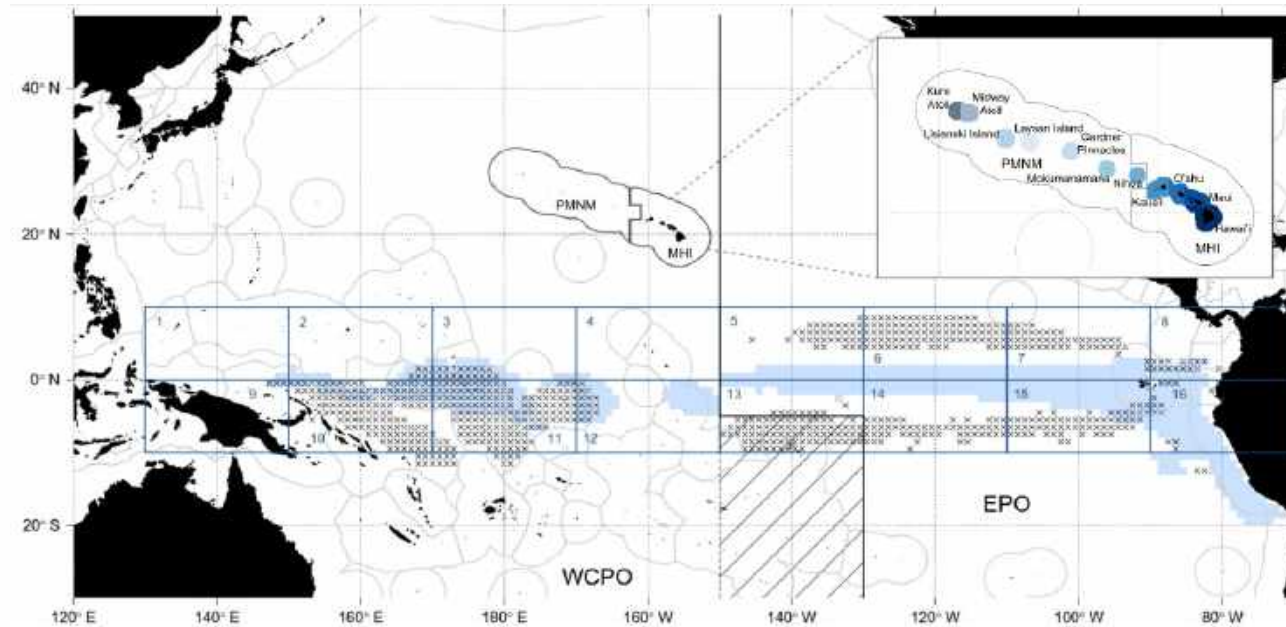 40° N
20° N
0° N
20° S
120° E
140° E
160° E
180° E
160° W
140° W
120° W
100° W
80° W
PMNM
MHI
Kure
Atoll
Midway
Atoll
Lisianski Island
Laysan Island
Gardner
Pinnacles
PMNM
Mokumanamana
Nihoa
O'ahu
Kaua'i
Maui
Hawai'i
MHI
1
2
3
4
5
6
7
8
9
10
11
12
13
14
15
16
WCPO
EPO